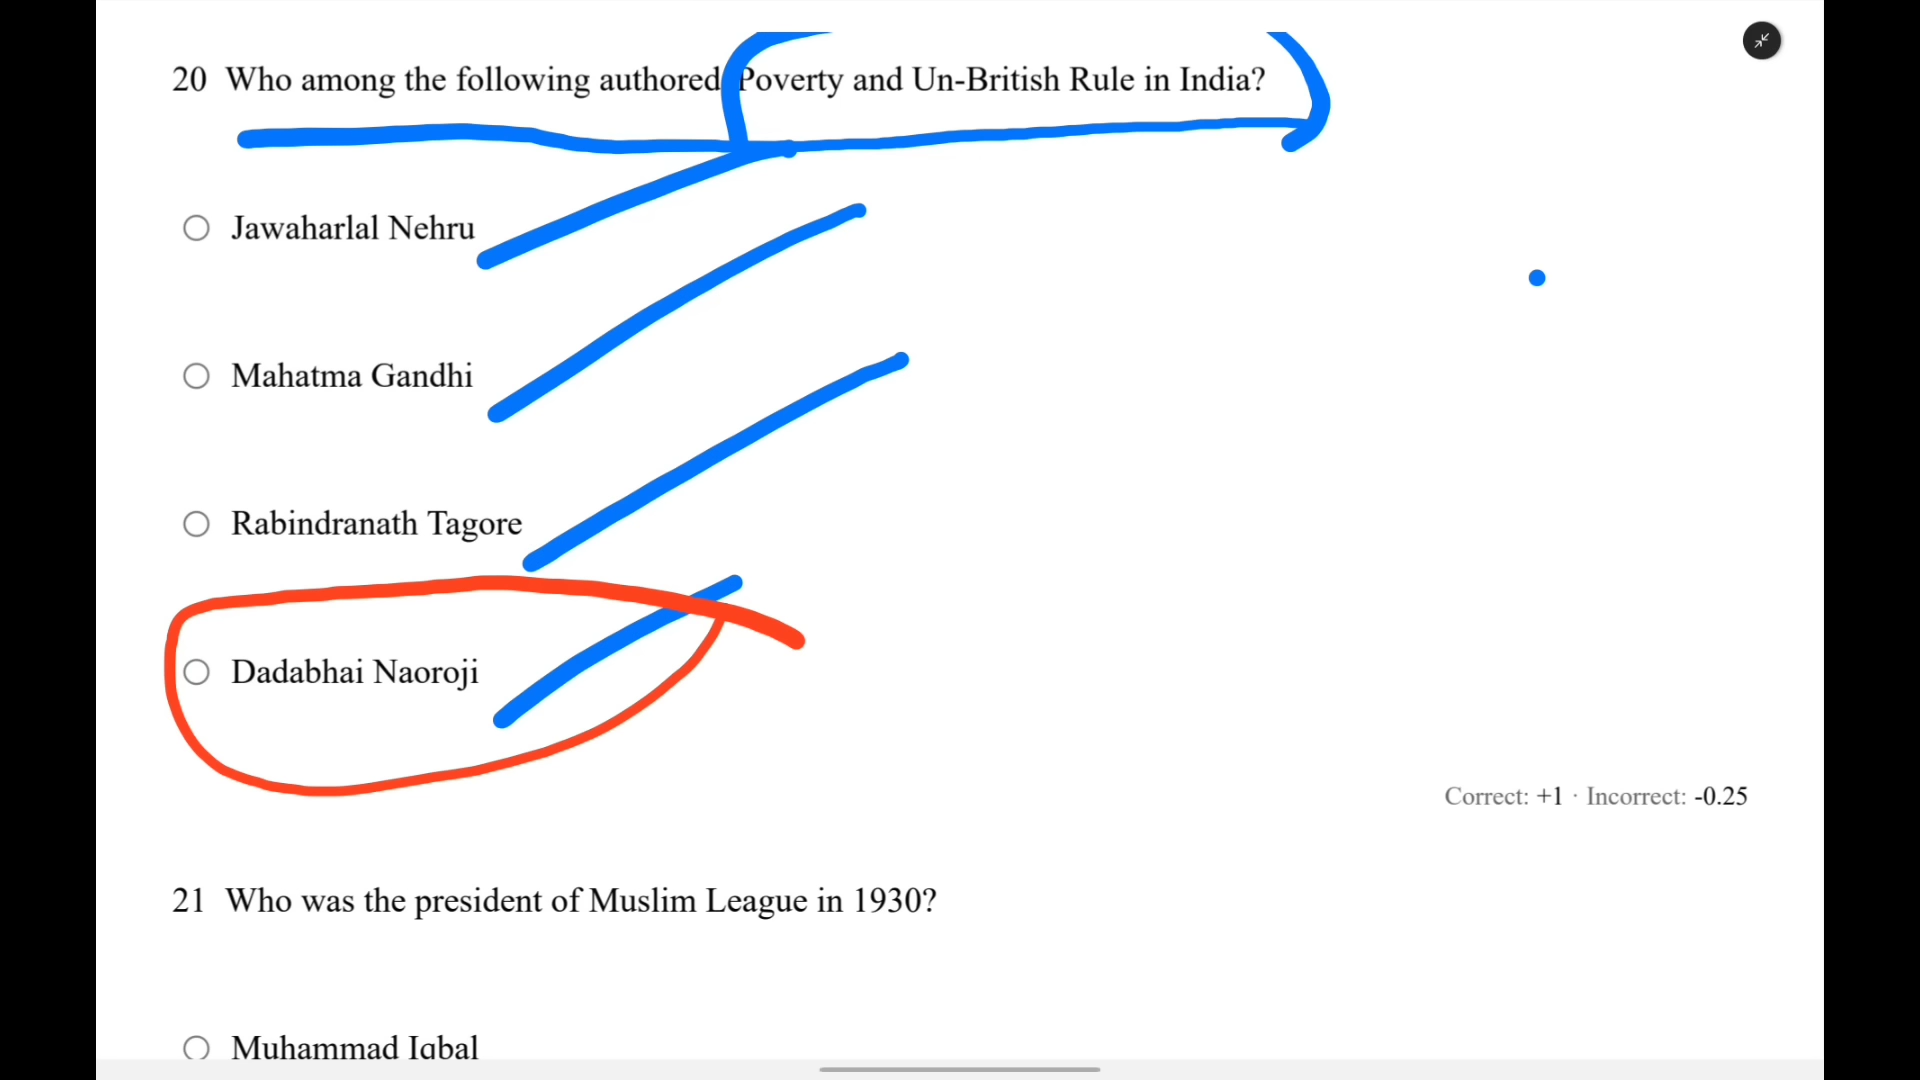 20 Who among the following authored Poverty and Un-British Rule in India?
Jawaharlal Nehru
Mahatma Gandhi
Rabindranath Tagore
Dadabhai Naoroji
Correct: +1 · Incorrect: -0.25
21 Who was the president of Muslim League in 1930?
Muhammad Iqbal